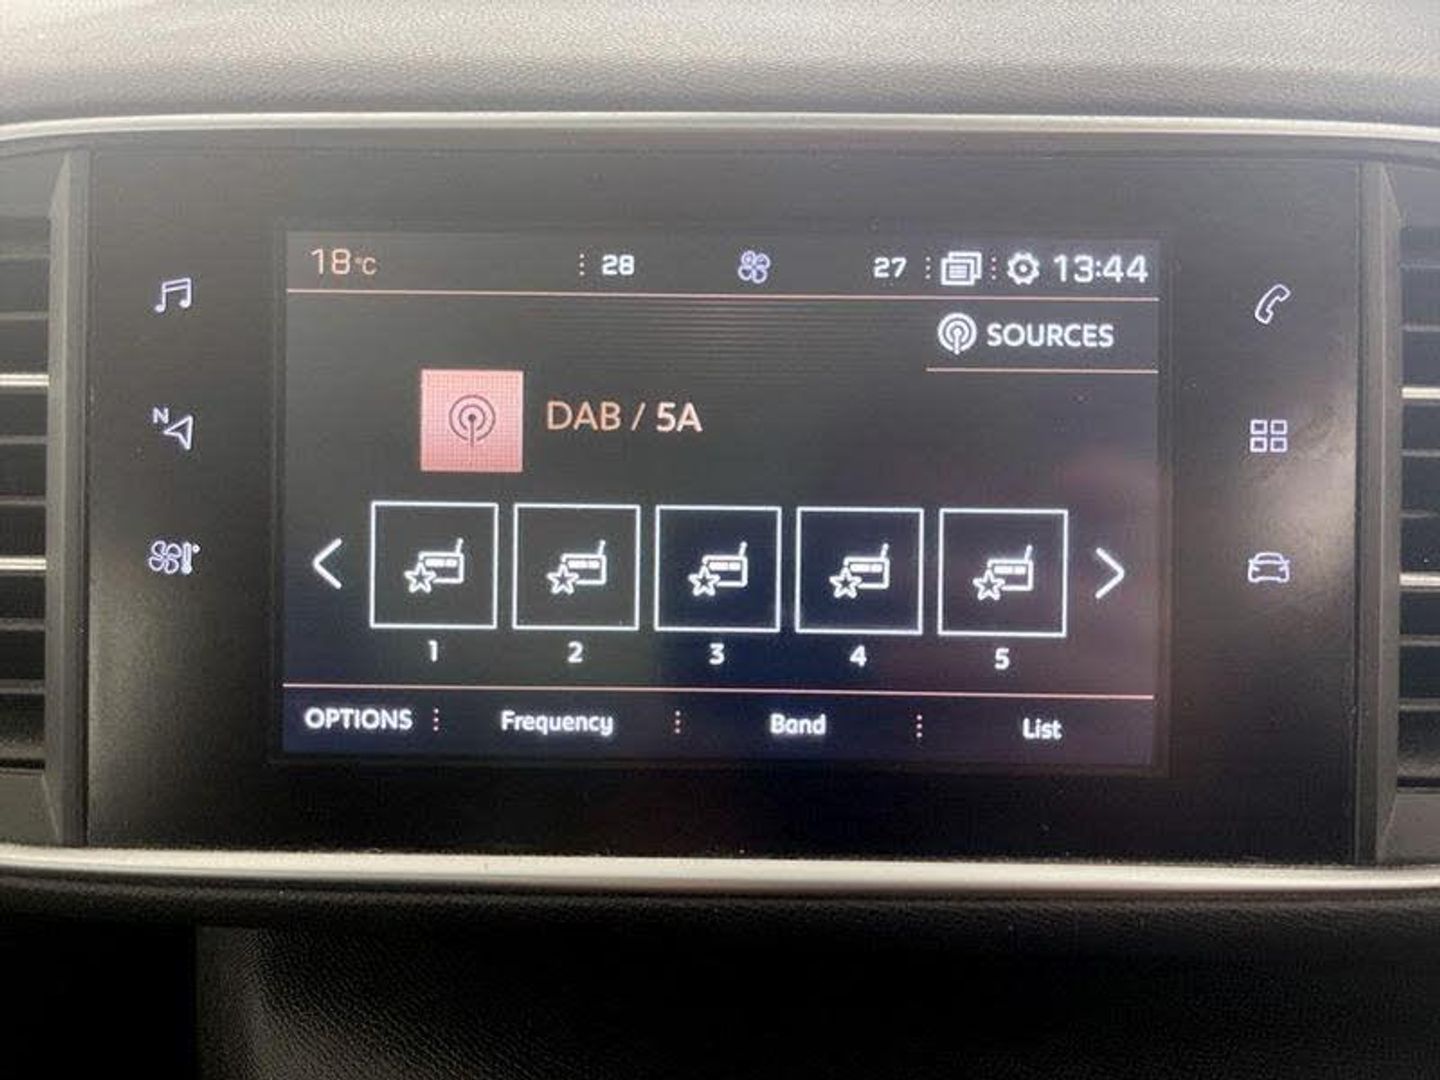 18°C 28 27 13:44
SOURCES
N
DAB / 5A
1 2 3 4 5
OPTIONS Frequency Band List